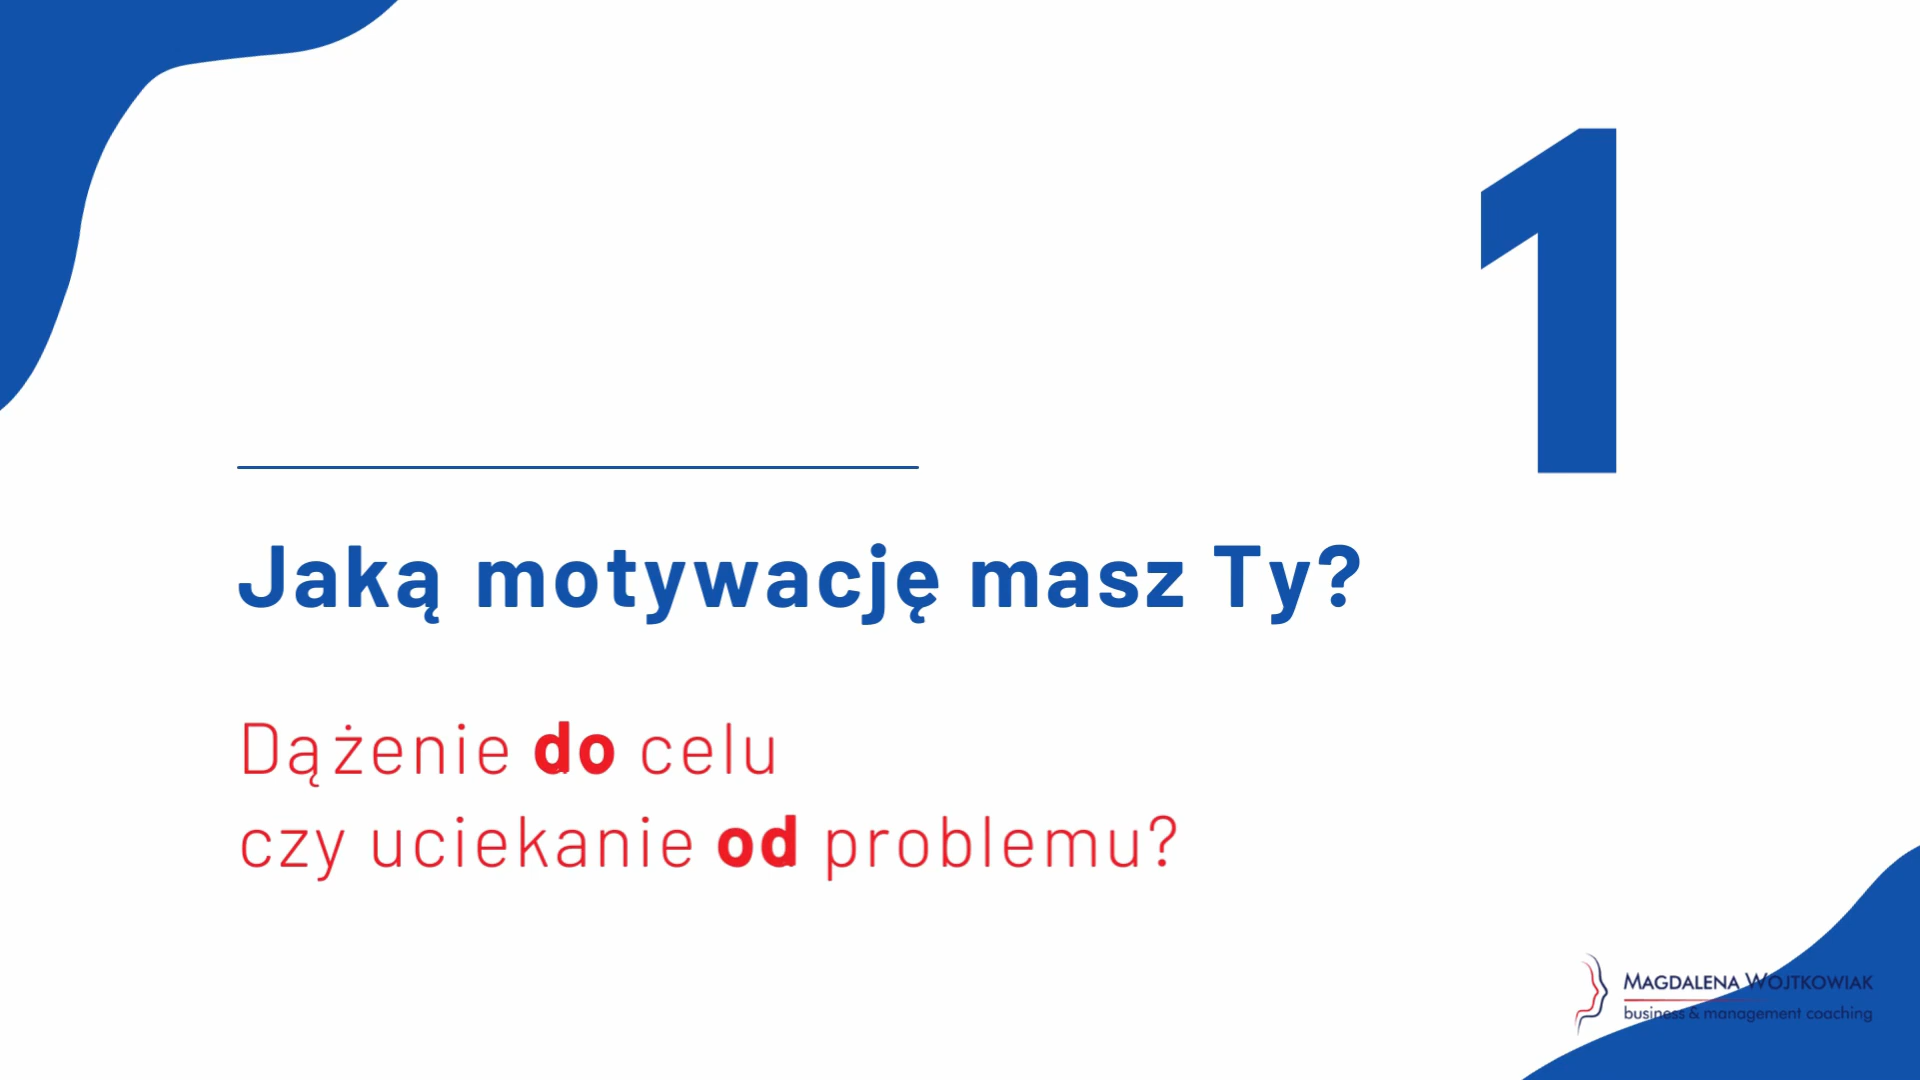 1
Jaką motywację masz Ty?
Dążenie do celu
czy uciekanie od problemu?
MAGDALENA WOJTKOWIAK
business & management coaching